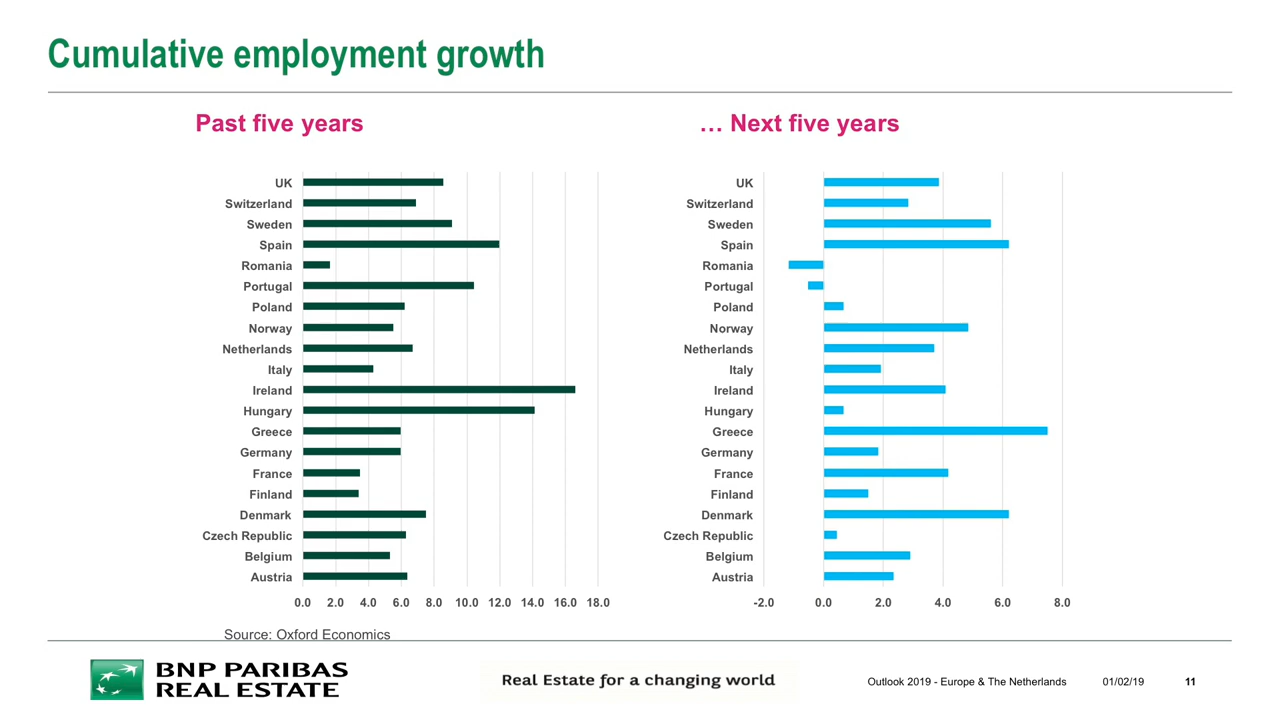 Cumulative employment growth
Past five years
… Next five years
UK
Switzerland
Sweden
Spain
Romania
Portugal
Poland
Norway
Netherlands
Italy
Ireland
Hungary
Greece
Germany
France
Finland
Denmark
Czech Republic
Belgium
Austria
0.0 2.0 4.0 6.0 8.0 10.0 12.0 14.0 16.0 18.0
UK
Switzerland
Sweden
Spain
Romania
Portugal
Poland
Norway
Netherlands
Italy
Ireland
Hungary
Greece
Germany
France
Finland
Denmark
Czech Republic
Belgium
Austria
-2.0 0.0 2.0 4.0 6.0 8.0
Source: Oxford Economics
BNP PARIBAS
REAL ESTATE
Real Estate for a changing world
Outlook 2019 - Europe & The Netherlands 01/02/19 11